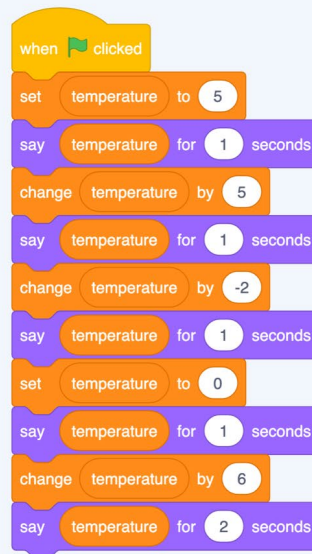 when clicked
set temperature to 5
say temperature for 1 seconds
change temperature by 5
say temperature for 1 seconds
change temperature by -2
say temperature for 1 seconds
set temperature to 0
say temperature for 1 seconds
change temperature by 6
say temperature for 2 seconds